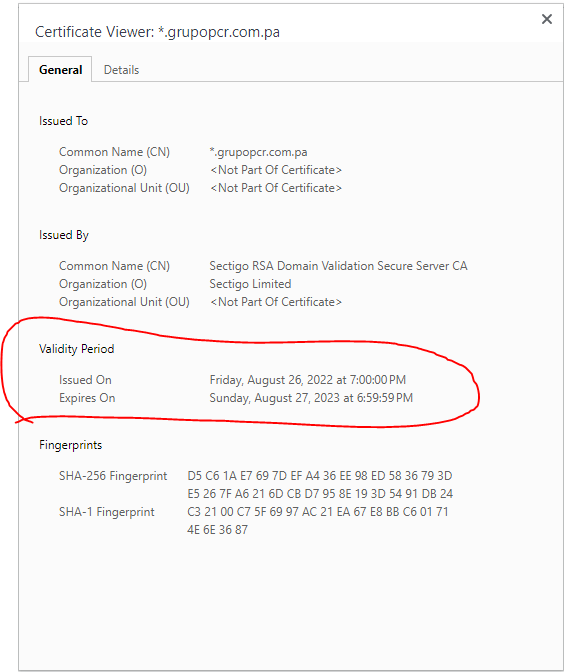 Certificate Viewer: *.grupopcr.com.pa
General Details
Issued To
Common Name (CN) *.grupopcr.com.pa
Organization (O) <Not Part Of Certificate>
Organizational Unit (OU) <Not Part Of Certificate>
Issued By
Common Name (CN) Sectigo RSA Domain Validation Secure Server CA
Organization (O) Sectigo Limited
Organizational Unit (OU) <Not Part Of Certificate>
Validity Period
Issued On Friday, August 26, 2022 at 7:00:00 PM
Expires On Sunday, August 27, 2023 at 6:59:59 PM
Fingerprints
SHA-256 Fingerprint D5 C6 1A E7 69 7D EF A4 36 EE 98 ED 58 36 79 3D
E5 26 7F A6 21 6D CB D7 95 8E 19 3D 54 91 DB 24
SHA-1 Fingerprint C3 21 00 C7 5F 69 97 AC 21 EA 67 E8 BB C6 01 71
4E 6E 36 87